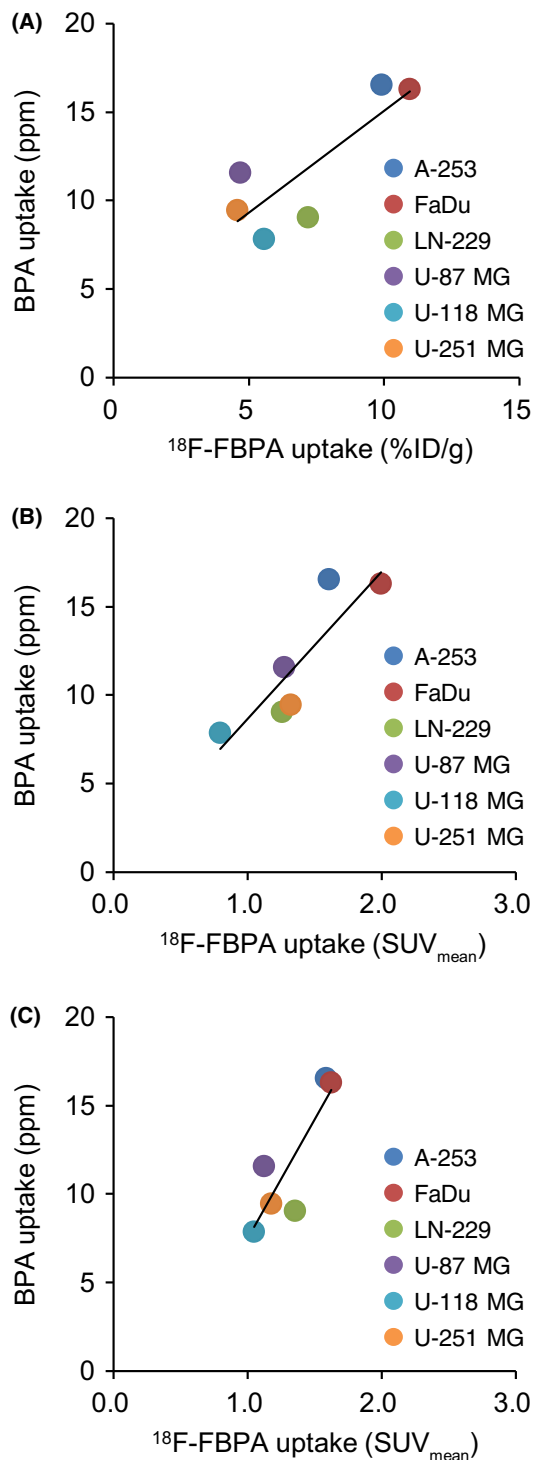 (A)
BPA uptake (ppm)
20
15
10
5
0
0 5 10 15
A-253
FaDu
LN-229
U-87 MG
U-118 MG
U-251 MG
¹⁸F-FBPA uptake (%ID/g)
(B)
BPA uptake (ppm)
20
15
10
5
0
0.0 1.0 2.0 3.0
A-253
FaDu
LN-229
U-87 MG
U-118 MG
U-251 MG
¹⁸F-FBPA uptake (SUVmean)
(C)
BPA uptake (ppm)
20
15
10
5
0
0.0 1.0 2.0 3.0
A-253
FaDu
LN-229
U-87 MG
U-118 MG
U-251 MG
¹⁸F-FBPA uptake (SUVmean)